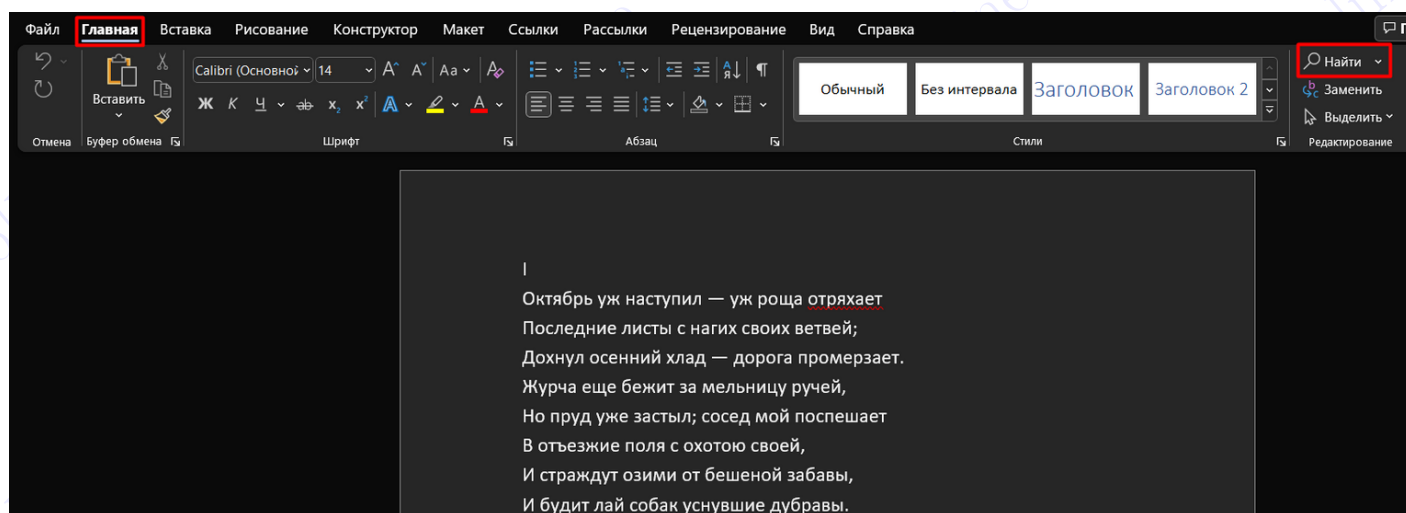 Файл Главная Вставка Рисование Конструктор Макет Ссылки Рассылки Рецензирование Вид Справка
Calibri (Основной 14 Aa Найти
Вставить Обычный Без интервала Заголовок Заголовок 2 Заменить
Ж К Ч ab x₂ x² А А Выделить
Отмена Буфер обмена Шрифт Абзац Стили Редактирование
I
Октябрь уж наступил — уж роща отряхает
Последние листы с нагих своих ветвей;
Дохнул осенний хлад — дорога промерзает.
Журча еще бежит за мельницу ручей,
Но пруд уже застыл; сосед мой поспешает
В отъезжие поля с охотою своей,
И страждут озими от бешеной забавы,
И будит лай собак уснувшие дубравы.